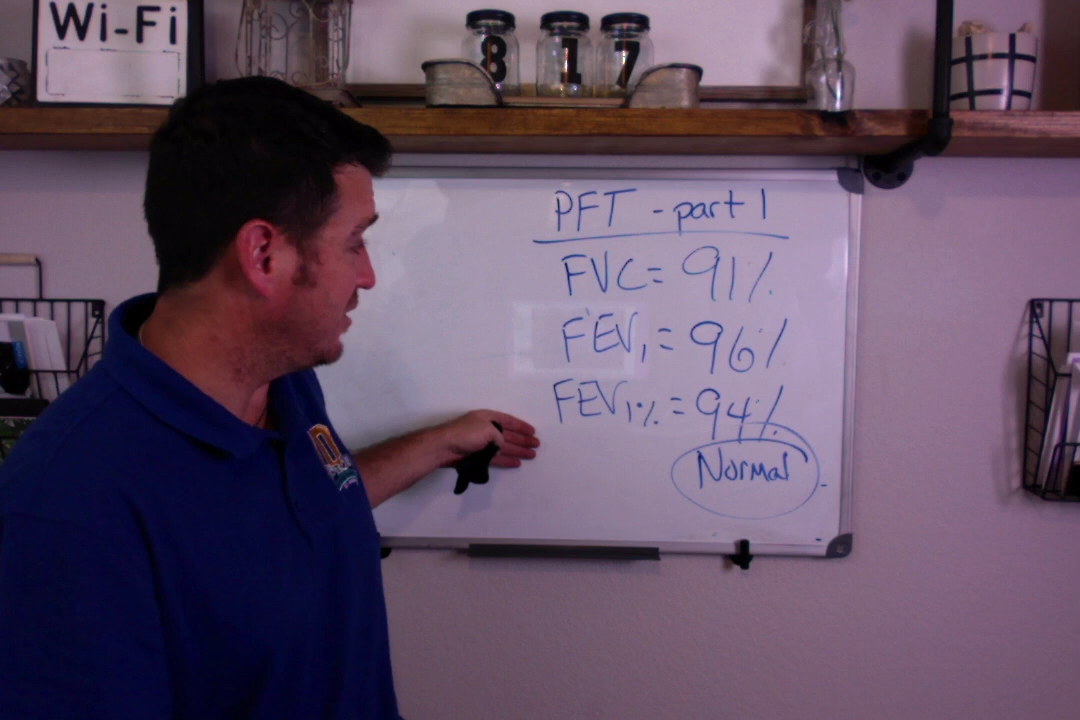 Wi-Fi
8 1 7
PFT - part 1
FVC = 91%
FEV1 = 96%
FEV1% = 94%
Normal